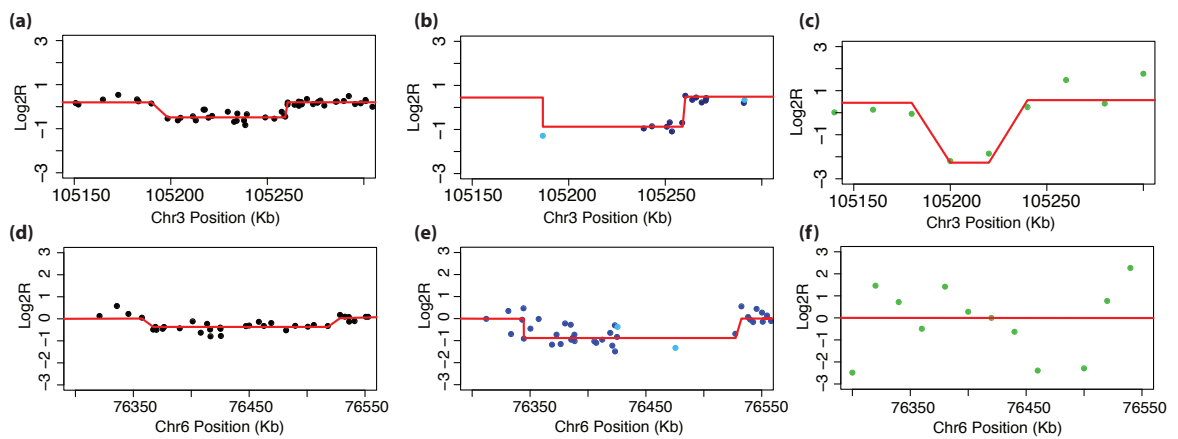 (a)
(b)
(c)
3
1
−1
−3
Log2R
105150
105200
105250
Chr3 Position (Kb)
3
1
−1
−3
Log2R
105150
105200
105250
Chr3 Position (Kb)
3
1
−1
−3
Log2R
105150
105200
105250
Chr3 Position (Kb)
(d)
(e)
(f)
3
2
1
0
−1
−2
−3
Log2R
76350
76450
76550
Chr6 Position (Kb)
3
2
1
0
−1
−2
−3
Log2R
76350
76450
76550
Chr6 Position (Kb)
3
2
1
0
−1
−2
−3
Log2R
76350
76450
76550
Chr6 Position (Kb)